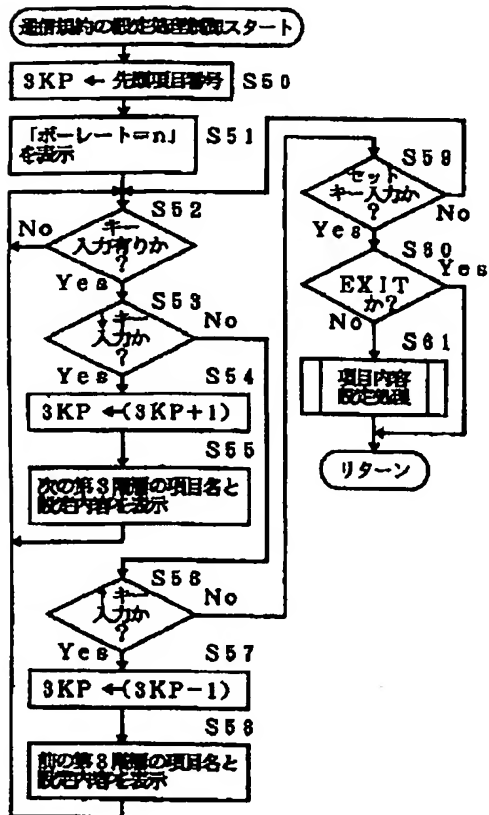 通信規約の設定処理制御スタート
3KP ← 先頭項目番号
S50
「ボーレート=n」
を表示
S51
S52
キー
入力有りか
?
No
Yes
S53
↓キー
入力か
?
No
Yes
S54
3KP ←(3KP+1)
S55
次の第3階層の項目名と
設定内容を表示
S56
↑キー
入力か
?
No
Yes
S57
3KP ←(3KP-1)
S58
前の第3階層の項目名と
設定内容を表示
S59
セット
キー入力か
?
No
Yes
S60
EXIT
か?
Yes
No
S61
項目内容
設定処理
リターン